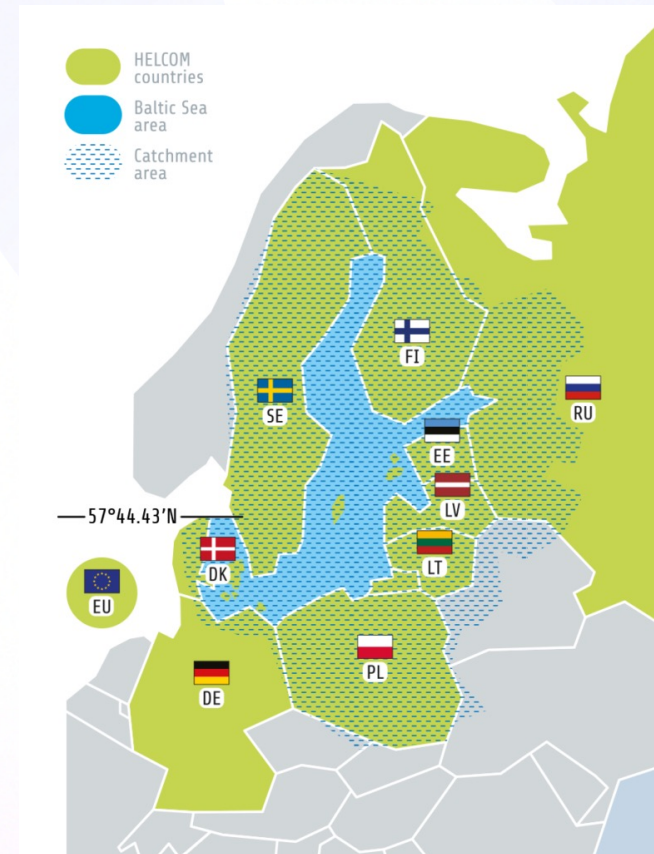 HELCOM
countries
Baltic Sea
area
Catchment
area
FI
SE
RU
EE
LV
57°44.43'N
LT
DK
EU
PL
DE